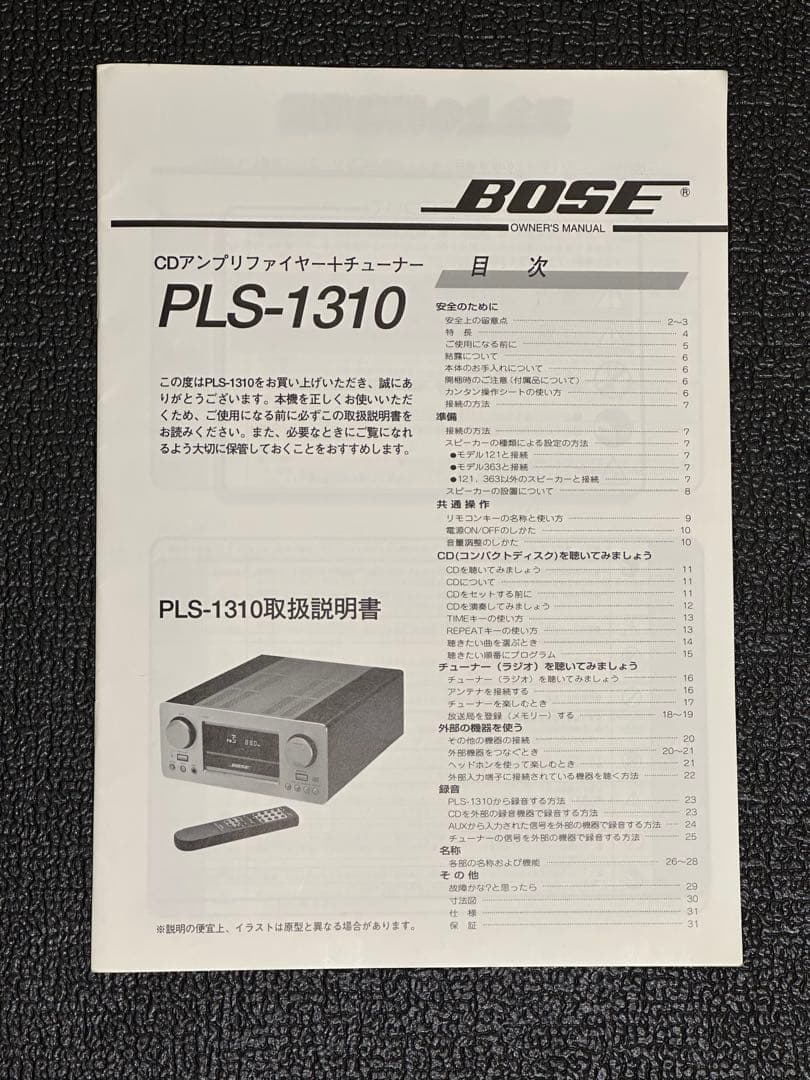 BOSE®
OWNER'S MANUAL
CDアンプリファイヤー＋チューナー
PLS-1310
この度はPLS-1310をお買い上げいただき、誠にあ
りがとうございます。本機を正しくお使いいただ
くため、ご使用になる前に必ずこの取扱説明書を
お読みください。また、必要なときにご覧になれ
るよう大切に保管しておくことをおすすめします。
PLS-1310取扱説明書
BOSE
※説明の便宜上、イラストは原型と異なる場合があります。
目 次
安全のために
安全上の留意点 2〜3
特 長 4
ご使用になる前に 5
結露について 6
本体のお手入れについて 6
開梱時のご注意（付属品について） 6
カンタン操作シートの使い方 6
接続の方法 7
準備
接続の方法 7
スピーカーの種類による設定の方法 7
●モデル121と接続 7
●モデル363と接続 7
●121，363以外のスピーカーと接続 7
スピーカーの設置について 8
共通操作
リモコンキーの名称と使い方 9
電源ON/OFFのしかた 10
音量調整のしかた 10
CD(コンパクトディスク)を聴いてみましょう
CDを聴いてみましょう 11
CDについて 11
CDをセットする前に 11
CDを演奏してみましょう 12
TIMEキーの使い方 13
REPEATキーの使い方 13
聴きたい曲を選ぶとき 14
聴きたい順番にプログラム 15
チューナー（ラジオ）を聴いてみましょう
チューナー（ラジオ）を聴いてみましょう 16
アンテナを接続する 16
チューナーを楽しむとき 17
放送局を登録（メモリー）する 18〜19
外部の機器を使う
その他の機器の接続 20
外部機器をつなぐとき 20〜21
ヘッドホンを使って楽しむとき 21
外部入力端子に接続されている機器を聴く方法 22
録音
PLS-1310から録音する方法 23
CDを外部の録音機器で録音する方法 23
AUXから入力された信号を外部の機器で録音する方法 24
チューナーの信号を外部の機器で録音する方法 25
名称
各部の名称および機能 26〜28
その他
故障かな?と思ったら 29
寸法図 30
仕 様 31
保 証 31